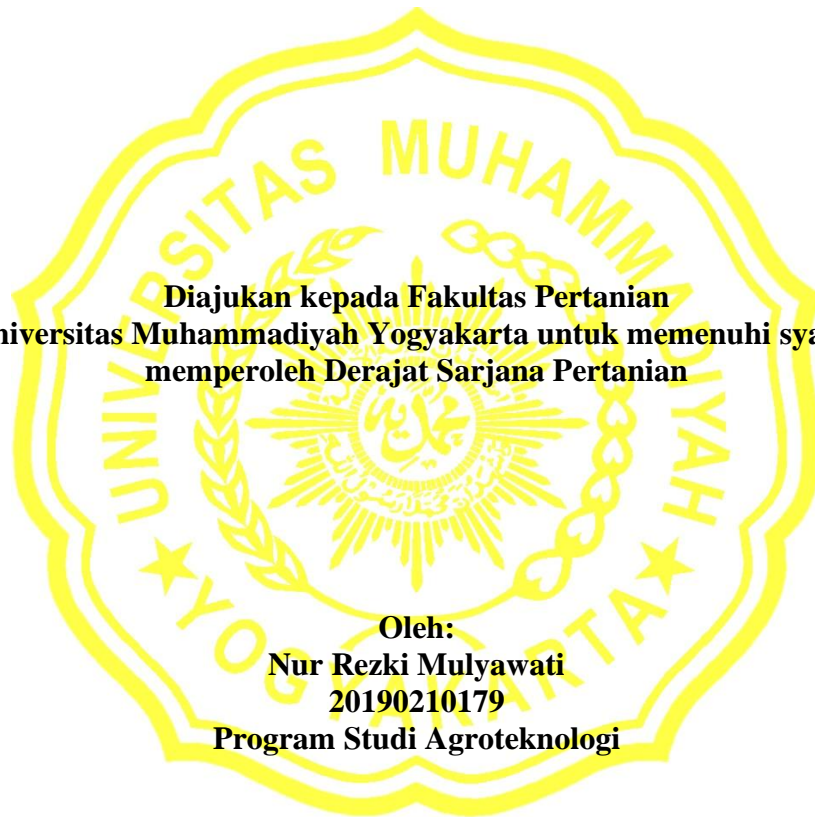 UNIVERSITAS MUHAMMADIYAH
YOGYAKARTA
Diajukan kepada Fakultas Pertanian
niversitas Muhammadiyah Yogyakarta untuk memenuhi sya
memperoleh Derajat Sarjana Pertanian
Oleh:
Nur Rezki Mulyawati
20190210179
Program Studi Agroteknologi